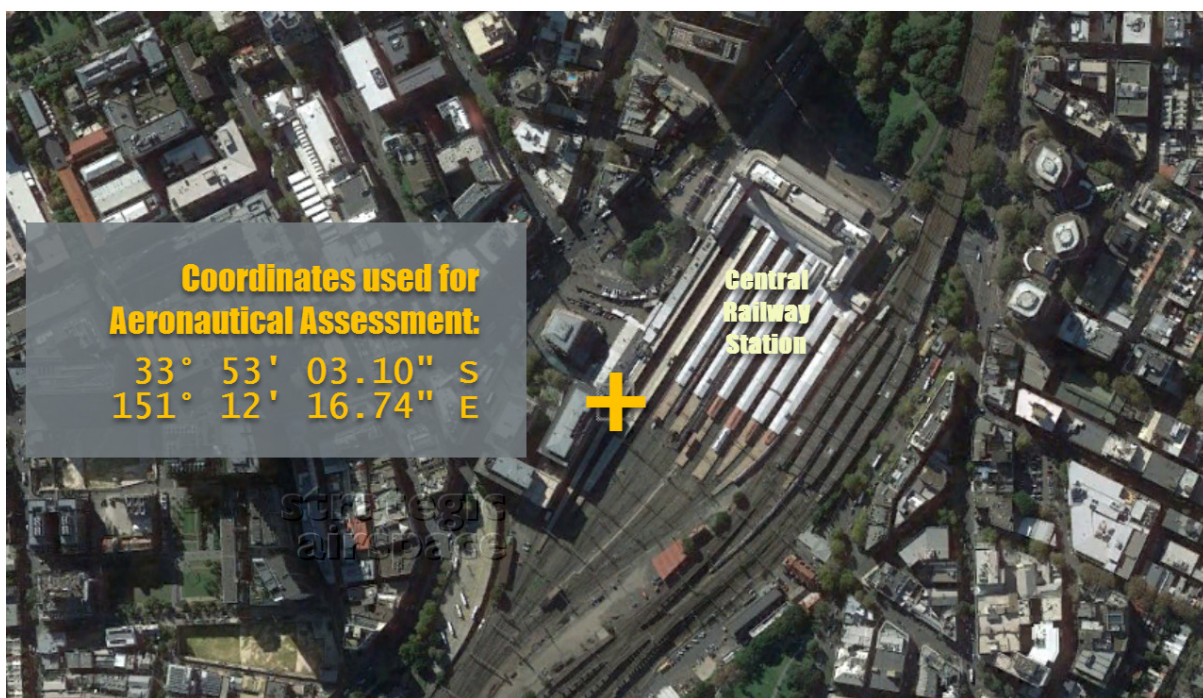 Coordinates used for
Aeronautical Assessment:
33° 53' 03.10" S
151° 12' 16.74" E
Central
Railway
Station
strategic
airspace